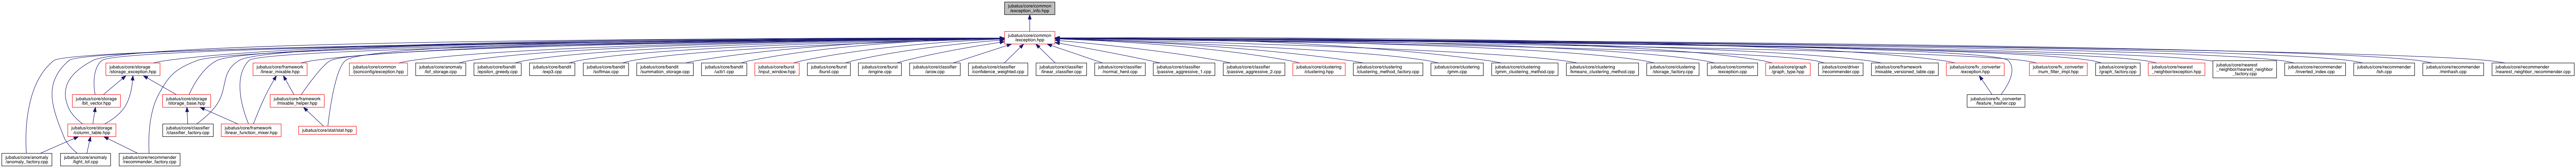 jubatus/core/common
/exception_info.hpp
jubatus/core/common
/exception.hpp
jubatus/core/storage
/storage_exception.hpp
jubatus/core/framework
/linear_mixable.hpp
jubatus/core/common
/jsonconfig/exception.hpp
jubatus/core/anomaly
/lof_storage.cpp
jubatus/core/bandit
/epsilon_greedy.cpp
jubatus/core/bandit
/exp3.cpp
jubatus/core/bandit
/softmax.cpp
jubatus/core/bandit
/summation_storage.cpp
jubatus/core/bandit
/ucb1.cpp
jubatus/core/burst
/input_window.hpp
jubatus/core/burst
/burst.cpp
jubatus/core/burst
/engine.cpp
jubatus/core/classifier
/arow.cpp
jubatus/core/classifier
/confidence_weighted.cpp
jubatus/core/classifier
/linear_classifier.cpp
jubatus/core/classifier
/normal_herd.cpp
jubatus/core/classifier
/passive_aggressive_1.cpp
jubatus/core/classifier
/passive_aggressive_2.cpp
jubatus/core/clustering
/clustering.hpp
jubatus/core/clustering
/clustering_method_factory.cpp
jubatus/core/clustering
/gmm.cpp
jubatus/core/clustering
/gmm_clustering_method.cpp
jubatus/core/clustering
/kmeans_clustering_method.cpp
jubatus/core/clustering
/storage_factory.cpp
jubatus/core/common
/exception.cpp
jubatus/core/graph
/graph_type.hpp
jubatus/core/driver
/recommender.cpp
jubatus/core/framework
/mixable_versioned_table.cpp
jubatus/core/fv_converter
/exception.hpp
jubatus/core/fv_converter
/num_filter_impl.hpp
jubatus/core/graph
/graph_factory.cpp
jubatus/core/nearest
_neighbor/exception.hpp
jubatus/core/nearest
_neighbor/nearest_neighbor
_factory.cpp
jubatus/core/recommender
/inverted_index.cpp
jubatus/core/recommender
/lsh.cpp
jubatus/core/recommender
/minhash.cpp
jubatus/core/recommender
/nearest_neighbor_recommender.cpp
jubatus/core/storage
/bit_vector.hpp
jubatus/core/storage
/storage_base.hpp
jubatus/core/framework
/mixable_helper.hpp
jubatus/core/fv_converter
/feature_hasher.cpp
jubatus/core/storage
/column_table.hpp
jubatus/core/classifier
/classifier_factory.cpp
jubatus/core/framework
/linear_function_mixer.hpp
jubatus/core/stat/stat.hpp
jubatus/core/anomaly
/anomaly_factory.cpp
jubatus/core/anomaly
/light_lof.cpp
jubatus/core/recommender
/recommender_factory.cpp